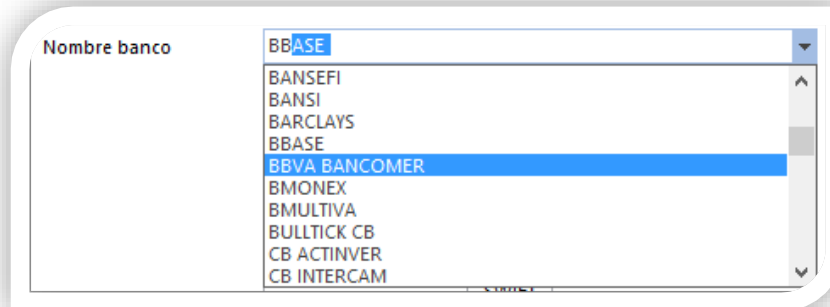 Nombre banco BBASE
BANSEFI
BANSI
BARCLAYS
BBASE
BBVA BANCOMER
BMONEX
BMULTIVA
BULLTICK CB
CB ACTINVER
CB INTERCAM